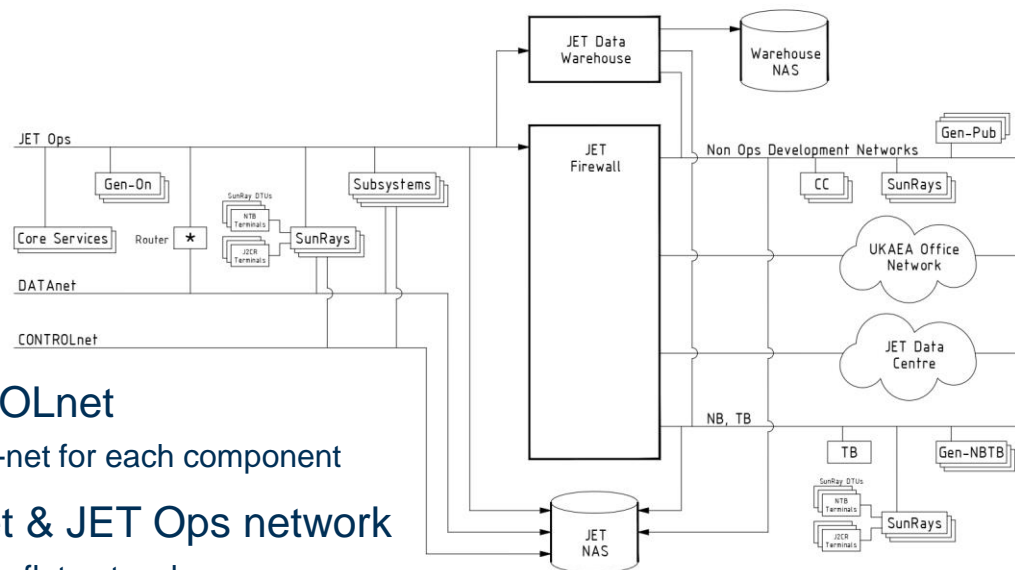 JET Data
Warehouse
Warehouse
NAS
JET Ops
JET
Firewall
Gen-Pub
Non Ops Development Networks
Gen-On
Subsystems
CC
SunRays
SunRay DTUs
NTB
Terminals
J2CR
Terminals
Core Services
Router
*
SunRays
UKAEA Office
Network
DATAnet
CONTROLnet
JET Data
Centre
OLnet
-net for each component
NB, TB
TB
Gen-NBTB
t & JET Ops network
SunRay DTUs
NTB
Terminals
J2CR
Terminals
SunRays
JET
NAS